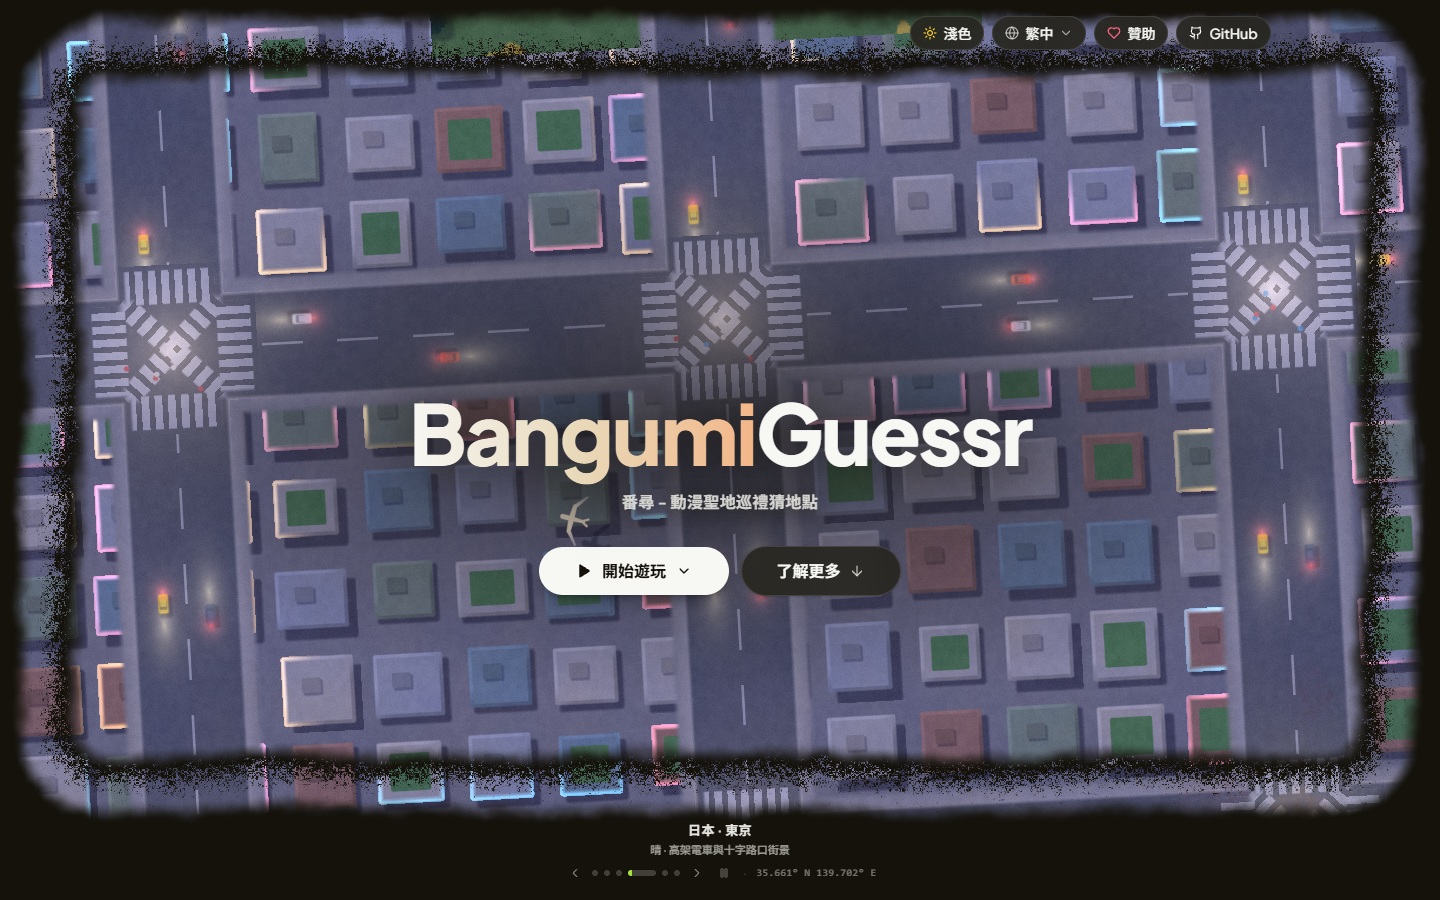 淺色
繁中
贊助
GitHub
BangumiGuessr
番尋 – 動漫聖地巡禮猜地點
開始遊玩
了解更多
日本 · 東京
晴 · 高架電車與十字路口街景
· 35.661° N 139.702° E